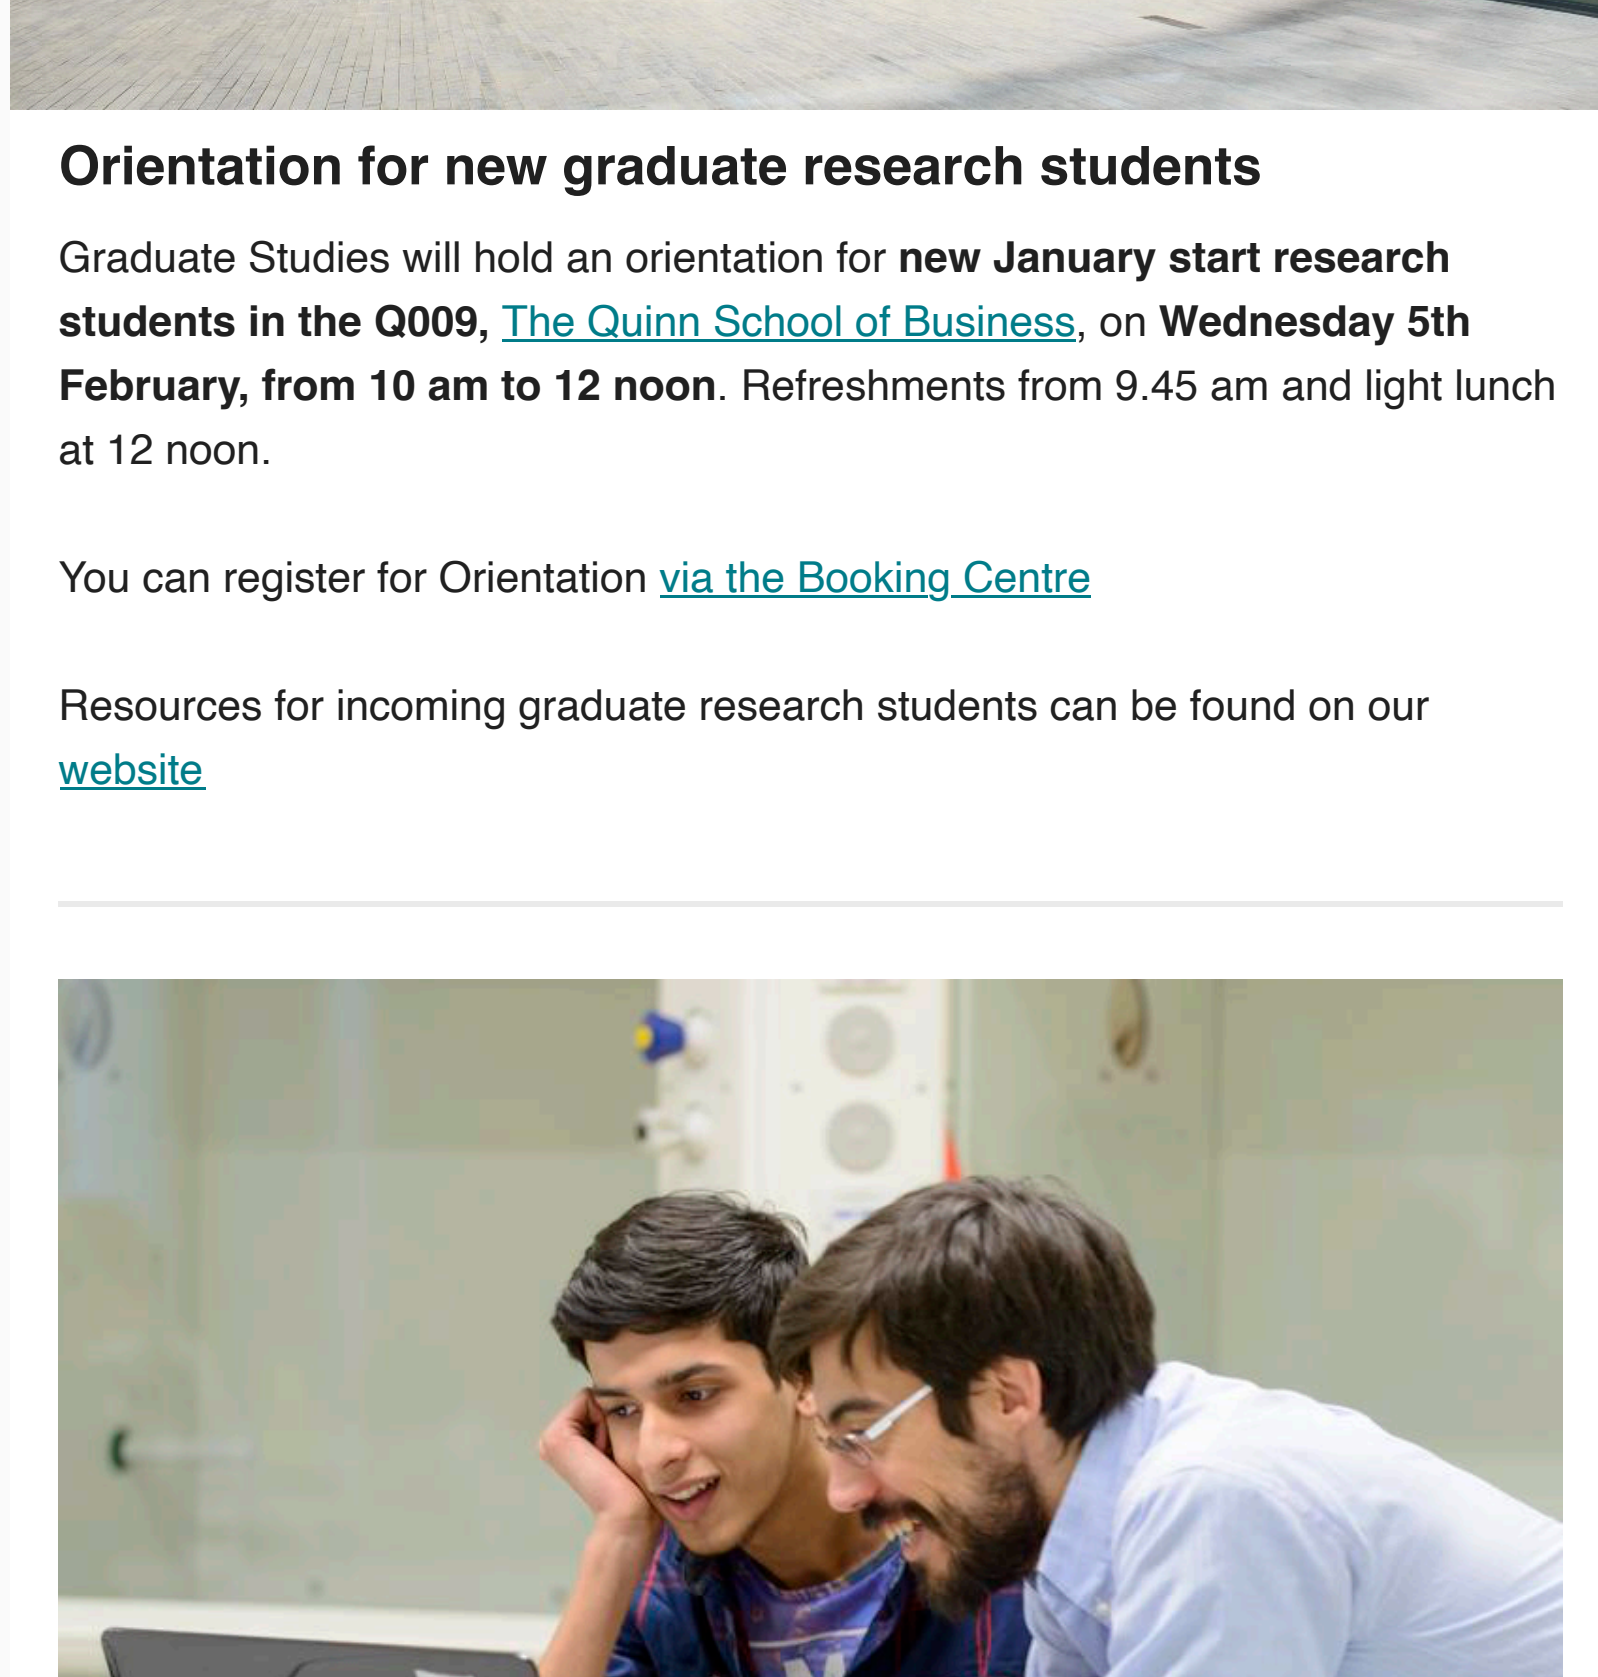 Orientation for new graduate research students
Graduate Studies will hold an orientation for new January start research
students in the Q009, The Quinn School of Business, on Wednesday 5th
February, from 10 am to 12 noon. Refreshments from 9.45 am and light lunch
at 12 noon.
You can register for Orientation via the Booking Centre
Resources for incoming graduate research students can be found on our
website